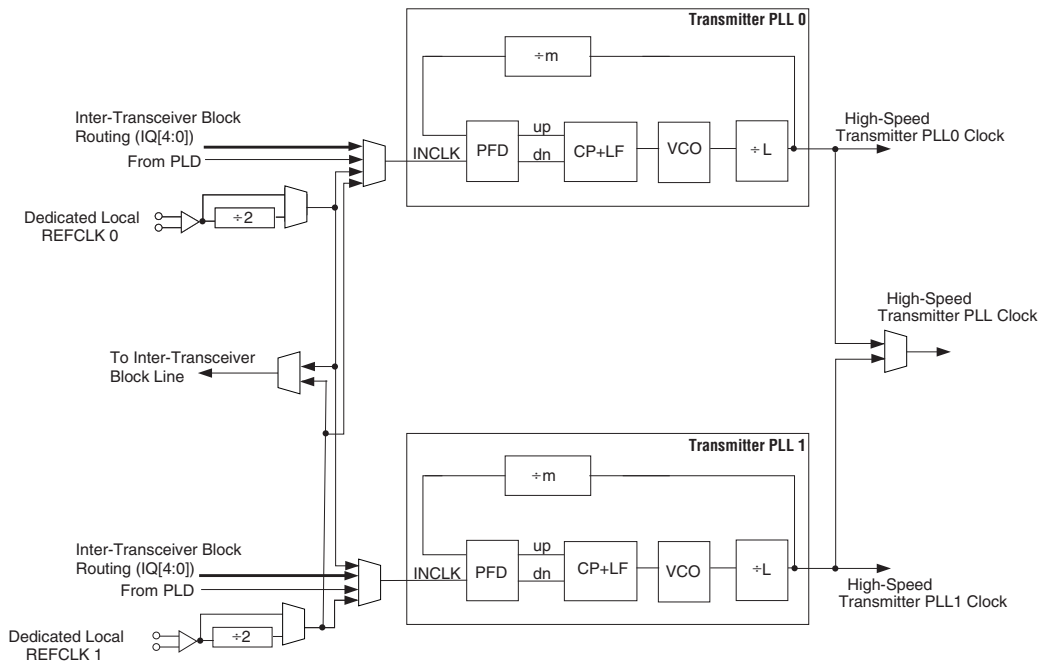 Transmitter PLL 0
÷m
Inter-Transceiver Block
Routing (IQ[4:0])
From PLD
INCLK
PFD
up
dn
CP+LF
VCO
÷L
High-Speed
Transmitter PLL0 Clock
Dedicated Local
REFCLK 0
÷2
High-Speed
Transmitter PLL Clock
To Inter-Transceiver
Block Line
Transmitter PLL 1
÷m
Inter-Transceiver Block
Routing (IQ[4:0])
From PLD
INCLK
PFD
up
dn
CP+LF
VCO
÷L
High-Speed
Transmitter PLL1 Clock
Dedicated Local
REFCLK 1
÷2